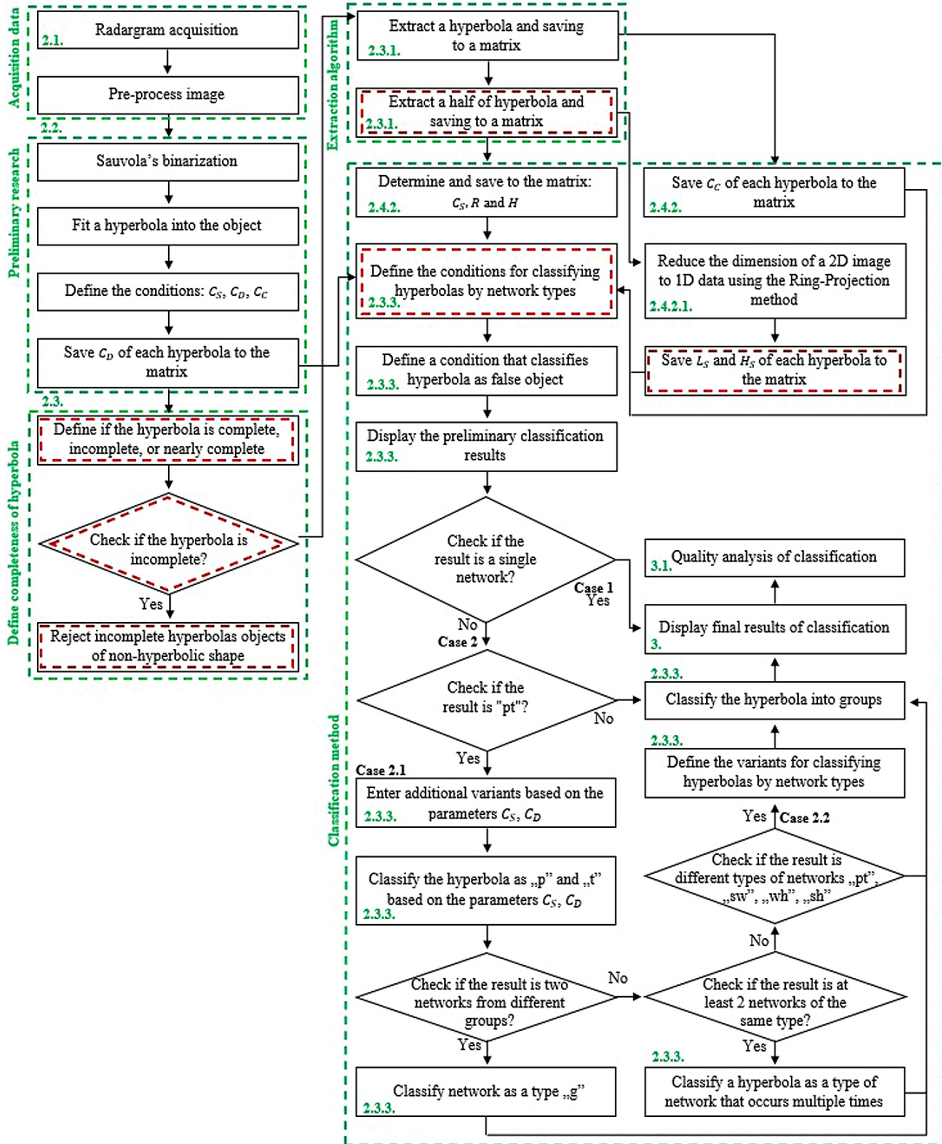 Acquisition data
Radargram acquisition
2.1.
Pre-process image
2.2.
Preliminary research
Sauvola's binarization
Fit a hyperbola into the object
Define the conditions: C_S, C_D, C_C
Save C_D of each hyperbola to the
matrix
2.3.
Define completeness of hyperbola
Define if the hyperbola is complete,
incomplete, or nearly complete
Check if the hyperbola is
incomplete?
Yes
Reject incomplete hyperbolas objects
of non-hyperbolic shape
Extraction algorithm
Extract a hyperbola and saving
to a matrix
2.3.1.
Extract a half of hyperbola and
saving to a matrix
2.3.1.
Classification method
Determine and save to the matrix:
C_S, R and H
2.4.2.
Define the conditions for classifying
hyperbolas by network types
2.3.3.
Define a condition that classifies
hyperbola as false object
2.3.3.
Display the preliminary classification
results
2.3.3.
Check if the
result is a single
network?
Case 1
Yes
No
Case 2
Check if the
result is "pt"?
No
Yes
Case 2.1
Enter additional variants based on the
parameters C_S, C_D
2.3.3.
Classify the hyperbola as „p” and „t”
based on the parameters C_S, C_D
2.3.3.
Check if the result is two
networks from different
groups?
No
Yes
Classify network as a type „g”
2.3.3.
Save C_C of each hyperbola to the
matrix
2.4.2.
Reduce the dimension of a 2D image
to 1D data using the Ring-Projection
method
2.4.2.1.
Save L_S and H_S of each hyperbola to
the matrix
Quality analysis of classification
3.1.
Display final results of classification
3.
2.3.3.
Classify the hyperbola into groups
2.3.3.
Define the variants for classifying
hyperbolas by network types
Yes
Case 2.2
Check if the result is
different types of networks „pt”,
„sw”, „wh”, „sh”
No
Check if the result is at
least 2 networks of the
same type?
Yes
2.3.3.
Classify a hyperbola as a type of
network that occurs multiple times